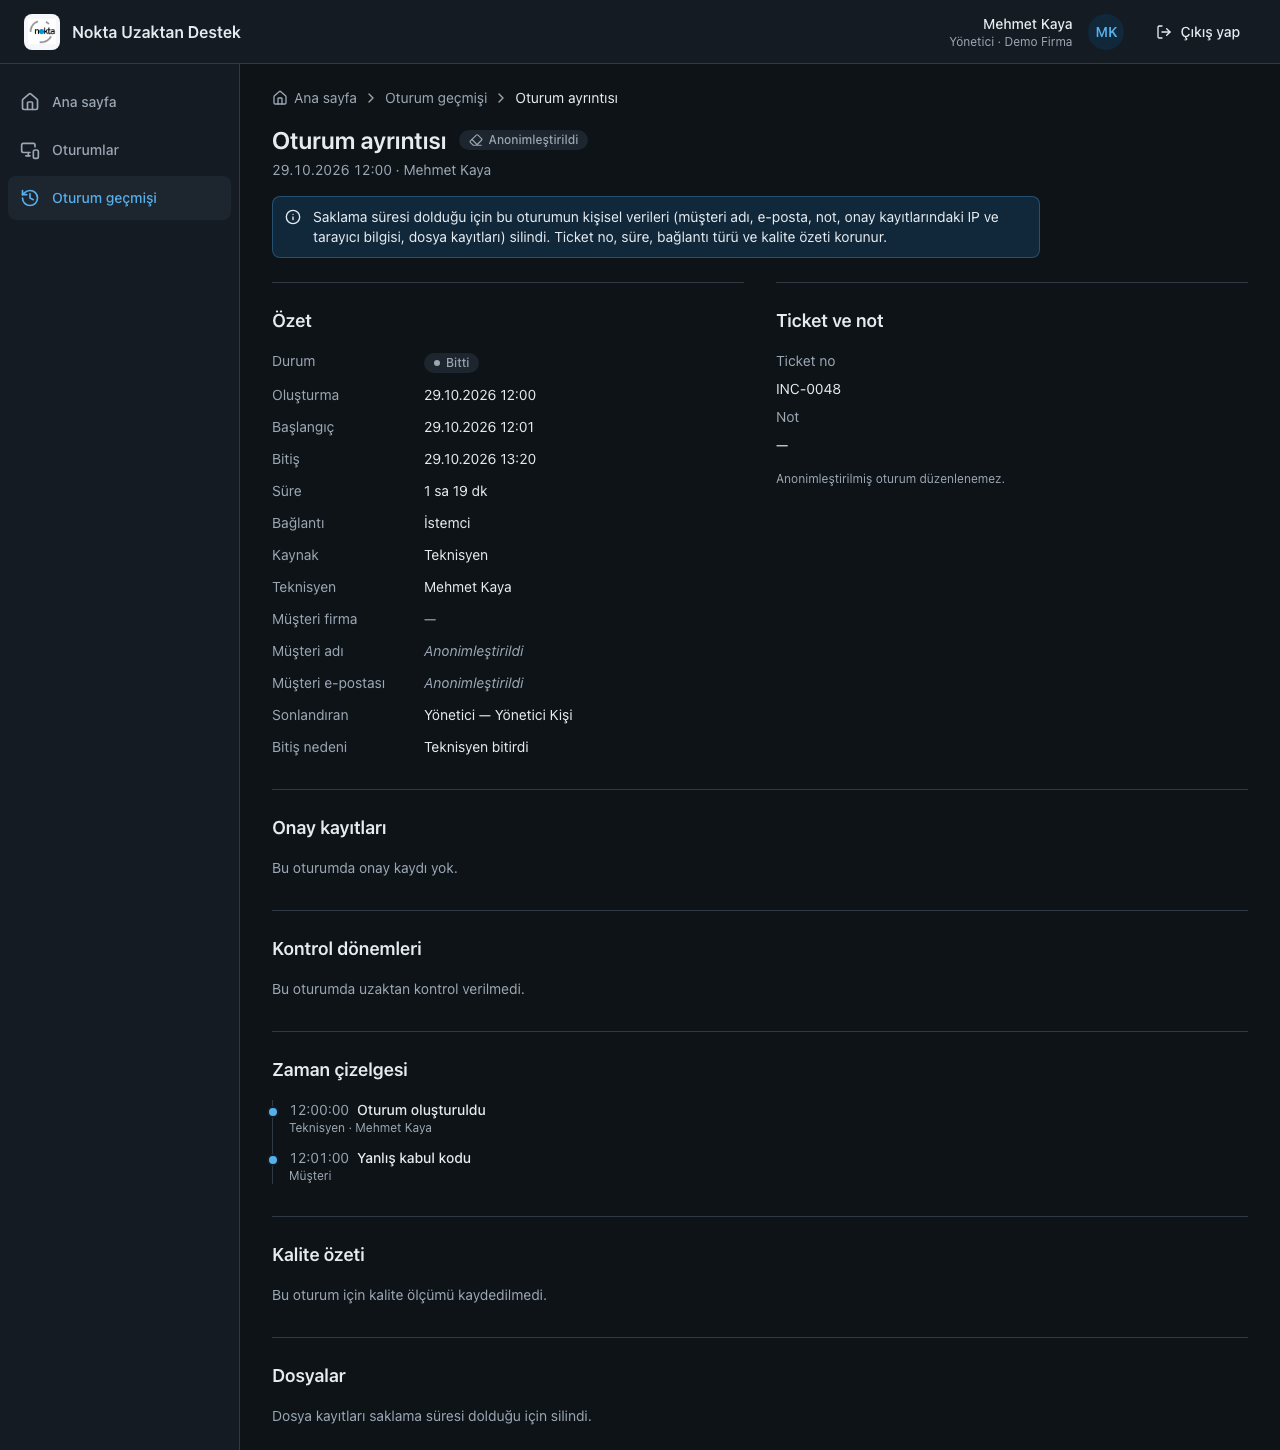 nokta
Nokta Uzaktan Destek
Mehmet Kaya
Yönetici · Demo Firma
MK
Çıkış yap
Ana sayfa
Oturumlar
Oturum geçmişi
Ana sayfa > Oturum geçmişi > Oturum ayrıntısı
Oturum ayrıntısı
Anonimleştirildi
29.10.2026 12:00 · Mehmet Kaya
Saklama süresi dolduğu için bu oturumun kişisel verileri (müşteri adı, e-posta, not, onay kayıtlarındaki IP ve
tarayıcı bilgisi, dosya kayıtları) silindi. Ticket no, süre, bağlantı türü ve kalite özeti korunur.
Özet
Durum Bitti
Oluşturma 29.10.2026 12:00
Başlangıç 29.10.2026 12:01
Bitiş 29.10.2026 13:20
Süre 1 sa 19 dk
Bağlantı İstemci
Kaynak Teknisyen
Teknisyen Mehmet Kaya
Müşteri firma —
Müşteri adı Anonimleştirildi
Müşteri e-postası Anonimleştirildi
Sonlandıran Yönetici — Yönetici Kişi
Bitiş nedeni Teknisyen bitirdi
Ticket ve not
Ticket no
INC-0048
Not
—
Anonimleştirilmiş oturum düzenlenemez.
Onay kayıtları
Bu oturumda onay kaydı yok.
Kontrol dönemleri
Bu oturumda uzaktan kontrol verilmedi.
Zaman çizelgesi
12:00:00 Oturum oluşturuldu
Teknisyen · Mehmet Kaya
12:01:00 Yanlış kabul kodu
Müşteri
Kalite özeti
Bu oturum için kalite ölçümü kaydedilmedi.
Dosyalar
Dosya kayıtları saklama süresi dolduğu için silindi.